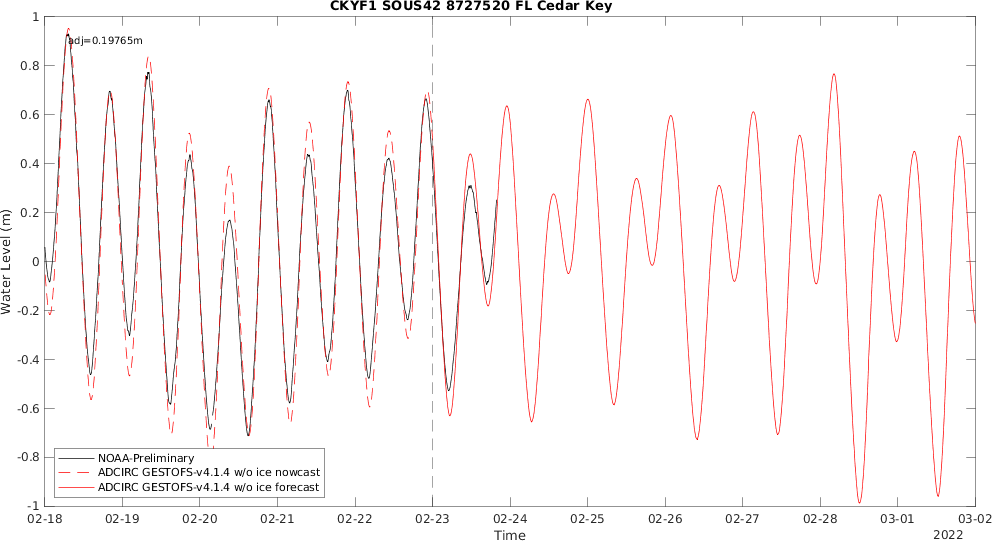 CKYF1 SOUS42 8727520 FL Cedar Key
adj=0.19765m
1
0.8
0.6
0.4
0.2
0
-0.2
-0.4
-0.6
-0.8
-1
Water Level (m)
NOAA-Preliminary
ADCIRC GESTOFS-v4.1.4 w/o ice nowcast
ADCIRC GESTOFS-v4.1.4 w/o ice forecast
02-18 02-19 02-20 02-21 02-22 02-23 02-24 02-25 02-26 02-27 02-28 03-01 03-02
Time
2022